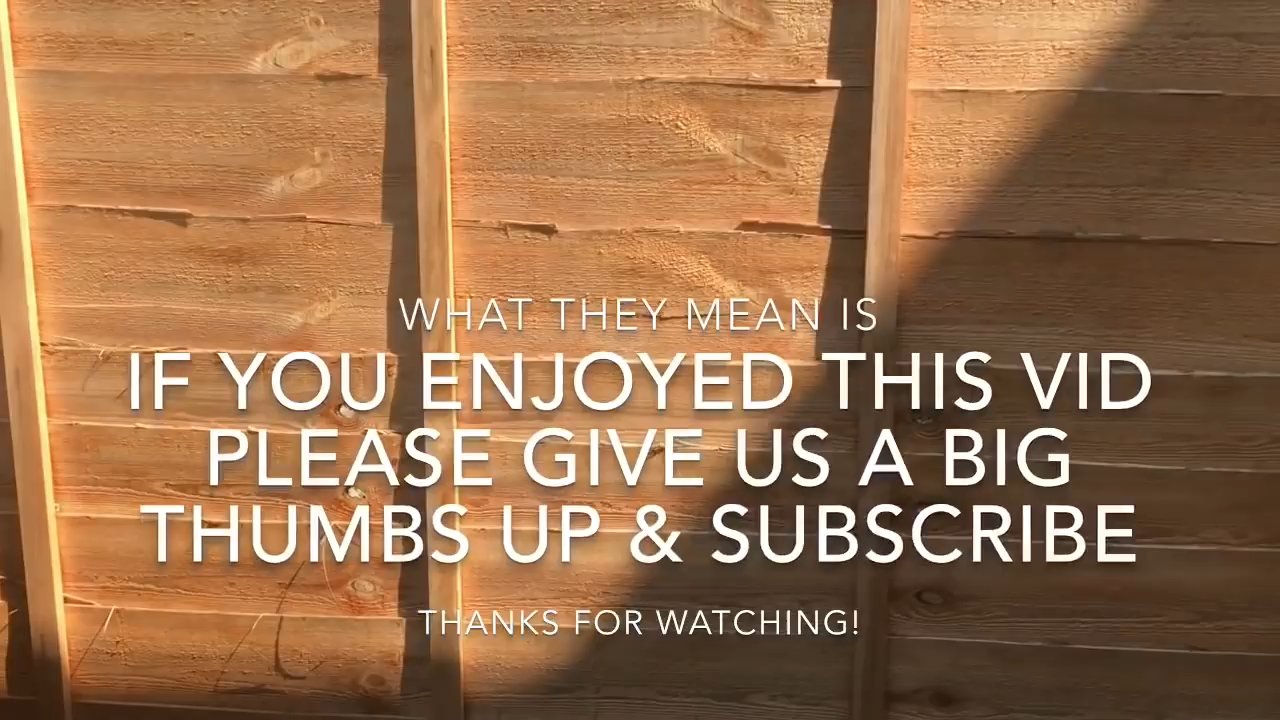 WHAT THEY MEAN IS
IF YOU ENJOYED THIS VID
PLEASE GIVE US A BIG
THUMBS UP & SUBSCRIBE
THANKS FOR WATCHING!